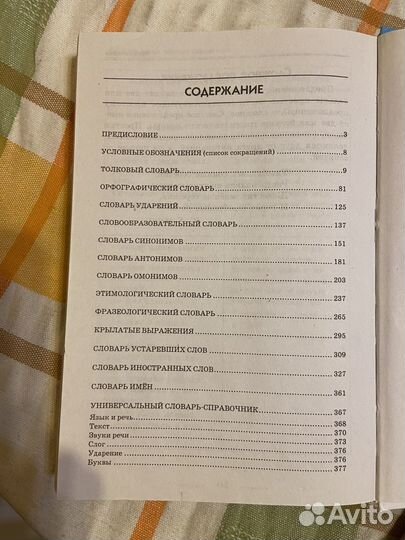 СОДЕРЖАНИЕ
ПРЕДИСЛОВИЕ 3
УСЛОВНЫЕ ОБОЗНАЧЕНИЯ (список сокращений) 8
ТОЛКОВЫЙ СЛОВАРЬ 9
ОРФОГРАФИЧЕСКИЙ СЛОВАРЬ 81
СЛОВАРЬ УДАРЕНИЙ 125
СЛОВООБРАЗОВАТЕЛЬНЫЙ СЛОВАРЬ 137
СЛОВАРЬ СИНОНИМОВ 151
СЛОВАРЬ АНТОНИМОВ 181
СЛОВАРЬ ОМОНИМОВ 203
ЭТИМОЛОГИЧЕСКИЙ СЛОВАРЬ 237
ФРАЗЕОЛОГИЧЕСКИЙ СЛОВАРЬ 265
КРЫЛАТЫЕ ВЫРАЖЕНИЯ 295
СЛОВАРЬ УСТАРЕВШИХ СЛОВ 309
СЛОВАРЬ ИНОСТРАННЫХ СЛОВ 327
СЛОВАРЬ ИМЁН 361
УНИВЕРСАЛЬНЫЙ СЛОВАРЬ-СПРАВОЧНИК 367
Язык и речь 368
Текст 370
Звуки речи 373
Слог 376
Ударение 376
Буквы 377
Avito